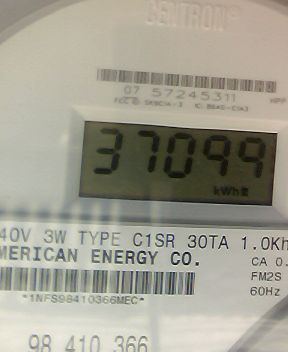 CENTRON®
07 57245311
37099
kWh
40V 3W TYPE C1SR 30TA 1.0Kh
MERICAN ENERGY CO.
CA 0.
FM2S
60Hz
*1NFS98410366MEC*
98 410 366